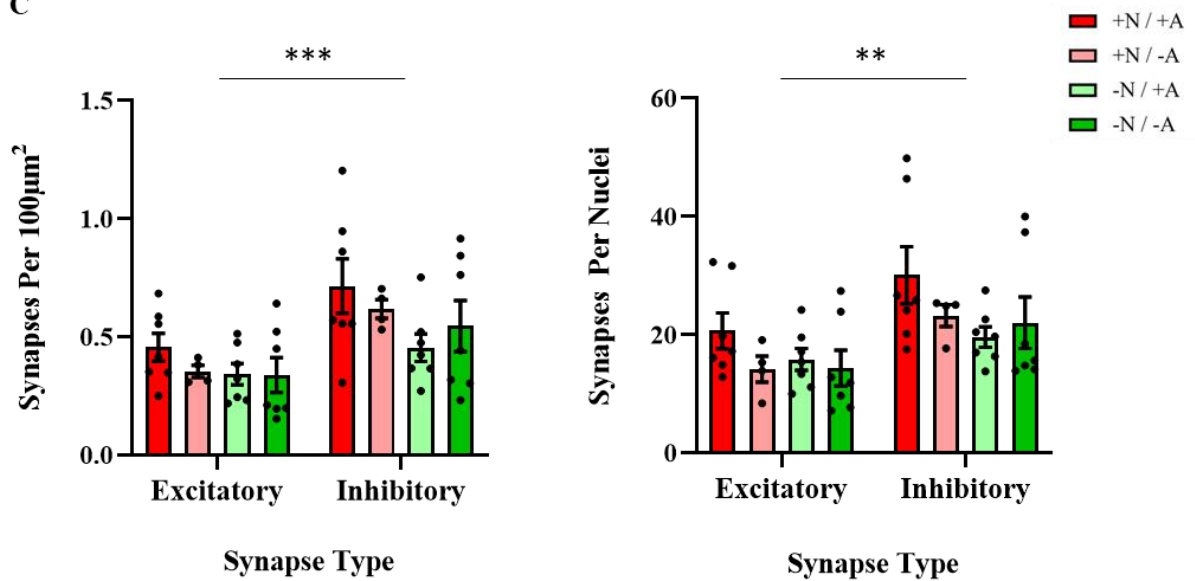 C
***
1.5
1.0
0.5
0.0
Synapses Per 100μm²
Excitatory Inhibitory
Synapse Type
**
60
40
20
0
Synapses Per Nuclei
Excitatory Inhibitory
Synapse Type
+N / +A
+N / -A
-N / +A
-N / -A